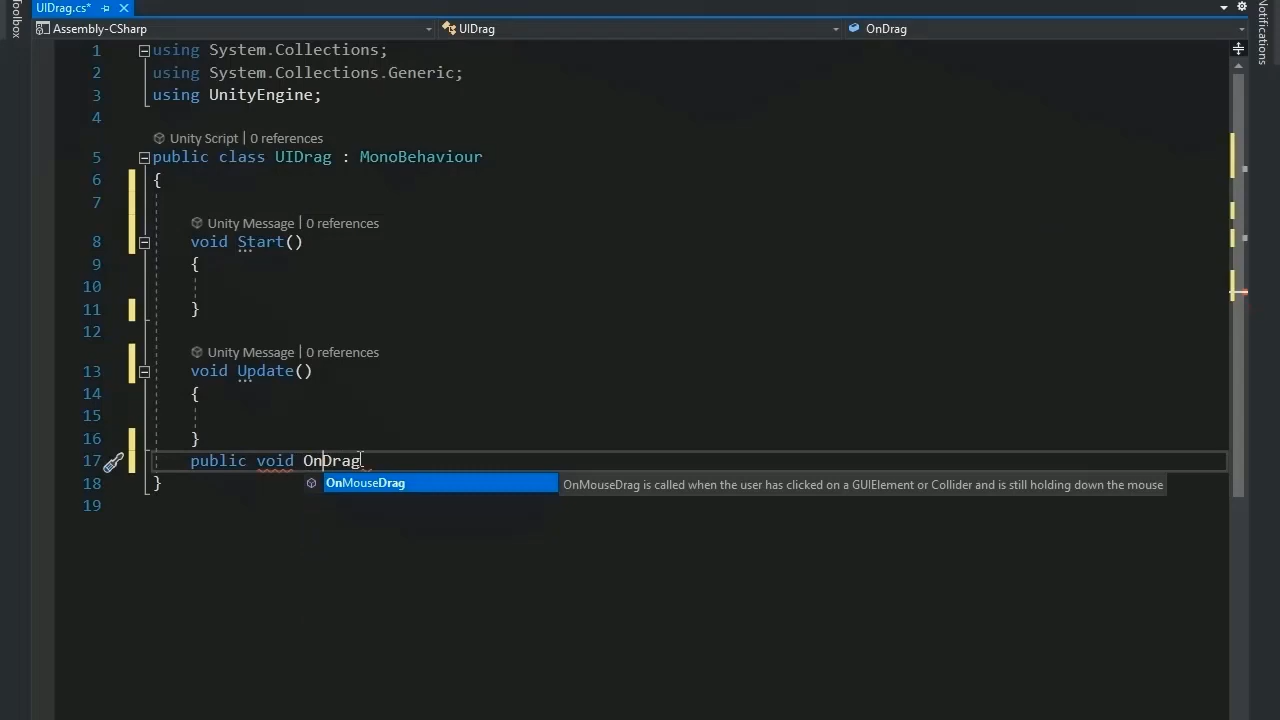 UIDrag.cs*
Toolbox
Notifications
Assembly-CSharp UIDrag OnDrag
1 using System.Collections;
2 using System.Collections.Generic;
3 using UnityEngine;
4
Unity Script | 0 references
5 public class UIDrag : MonoBehaviour
6 {
7
Unity Message | 0 references
8 void Start()
9 {
10
11 }
12
Unity Message | 0 references
13 void Update()
14 {
15
16 }
17 public void OnDrag
OnMouseDrag OnMouseDrag is called when the user has clicked on a GUIElement or Collider and is still holding down the mouse
18 }
19